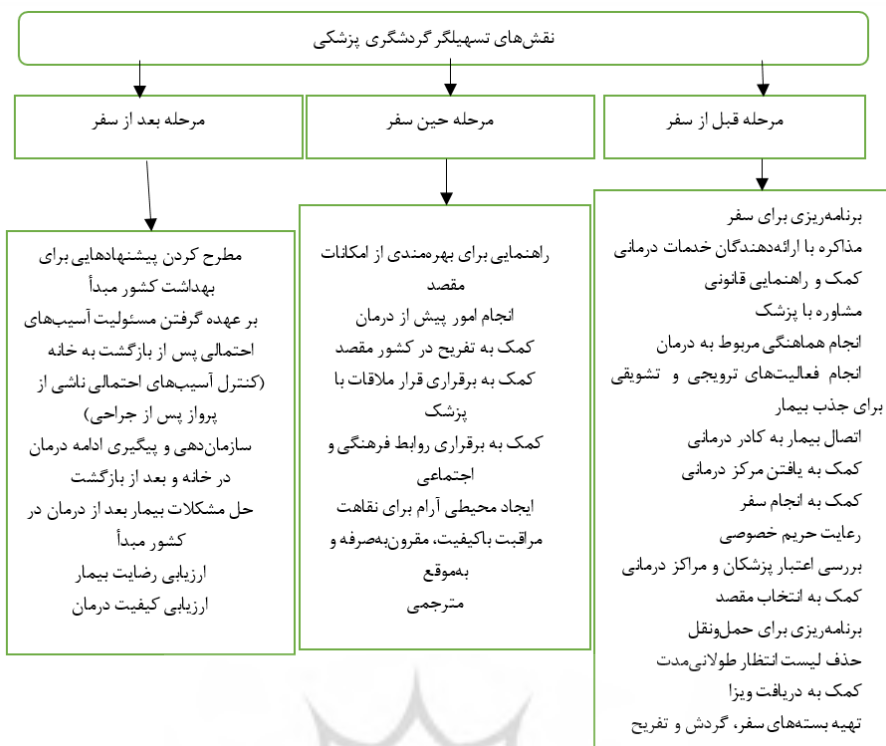 نقش‌های تسهیلگر گردشگری پزشکی
مرحله قبل از سفر
مرحله حین سفر
مرحله بعد از سفر
برنامه‌ریزی برای سفر
مذاکره با ارائه‌دهندگان خدمات درمانی
کمک و راهنمایی قانونی
مشاوره با پزشک
انجام هماهنگی مربوط به درمان
انجام فعالیت‌های ترویجی و تشویقی
برای جذب بیمار
اتصال بیمار به کادر درمانی
کمک به یافتن مرکز درمانی
کمک به انجام سفر
رعایت حریم خصوصی
بررسی اعتبار پزشکان و مراکز درمانی
کمک به انتخاب مقصد
برنامه‌ریزی برای حمل‌ونقل
حذف لیست انتظار طولانی‌مدت
کمک به دریافت ویزا
تهیه بسته‌های سفر، گردش و تفریح
راهنمایی برای بهره‌مندی از امکانات
مقصد
انجام امور پیش از درمان
کمک به تفریح در کشور مقصد
کمک به برقراری قرار ملاقات با
پزشک
کمک به برقراری روابط فرهنگی و
اجتماعی
ایجاد محیطی آرام برای نقاهت
مراقبت باکیفیت، مقرون‌به‌صرفه و
به‌موقع
مترجمی
مطرح کردن پیشنهادهایی برای
بهداشت کشور مبدأ
بر عهده گرفتن مسئولیت آسیب‌های
احتمالی پس از بازگشت به خانه
(کنترل آسیب‌های احتمالی ناشی از
پرواز پس از جراحی)
سازمان‌دهی و پیگیری ادامه درمان
در خانه و بعد از بازگشت
حل مشکلات بیمار بعد از درمان در
کشور مبدأ
ارزیابی رضایت بیمار
ارزیابی کیفیت درمان